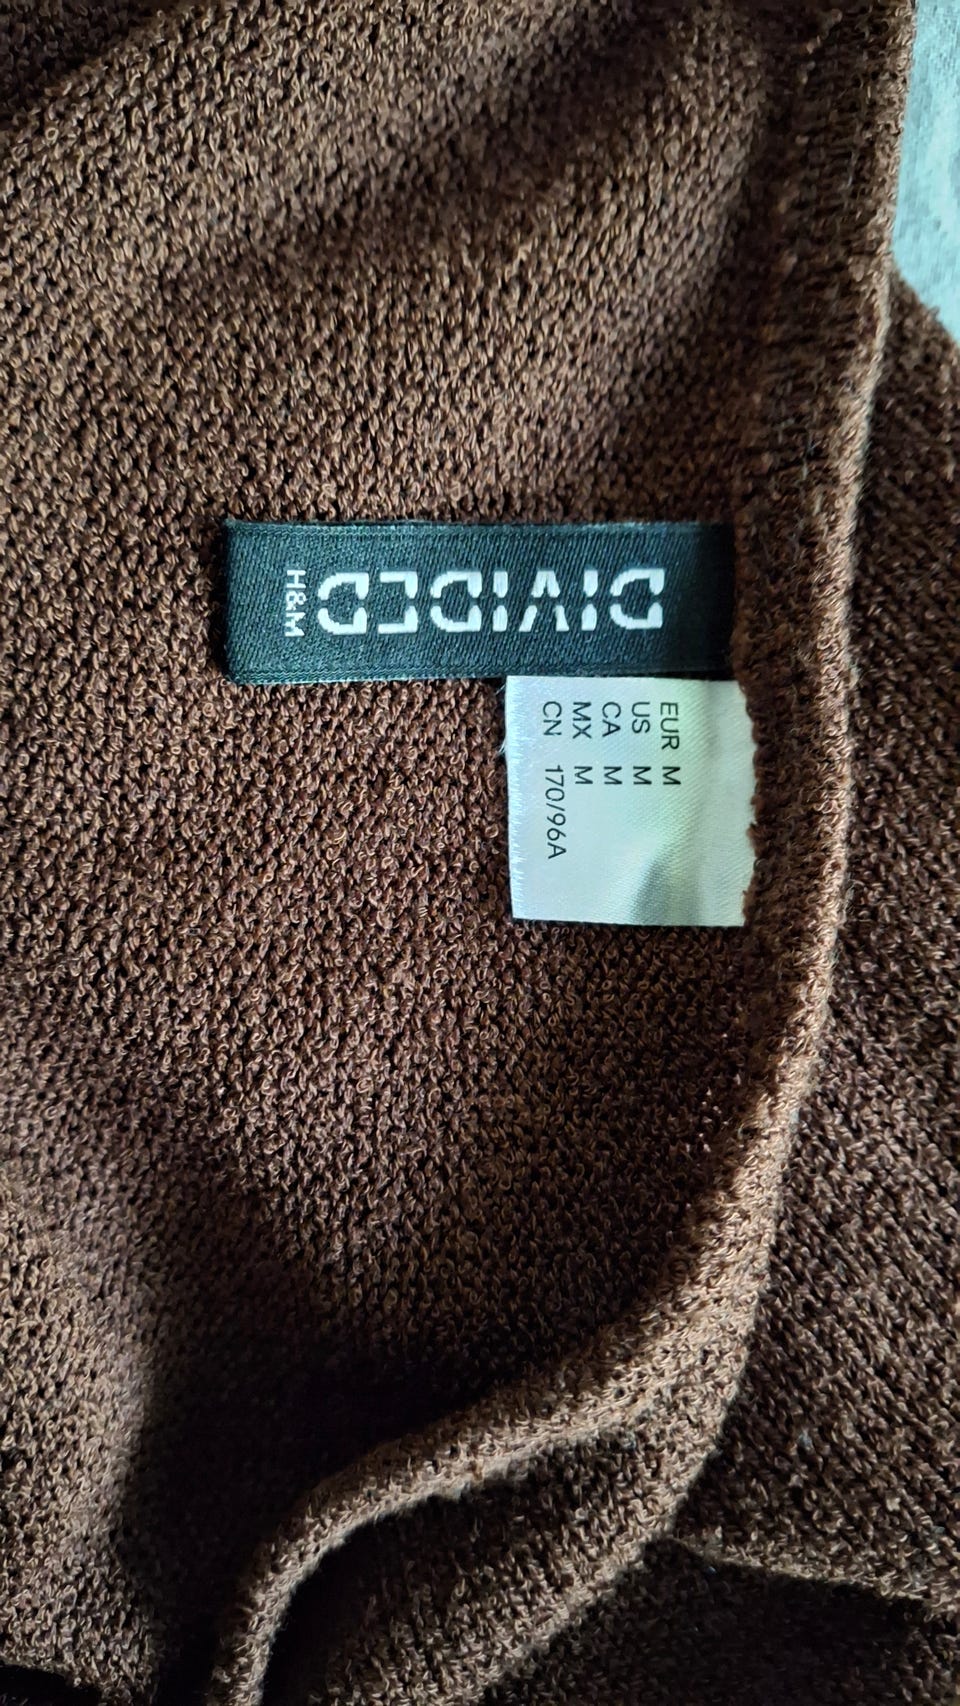 DIVIDED
H&M
EUR M
US M
CA M
MX M
CN 170/96A